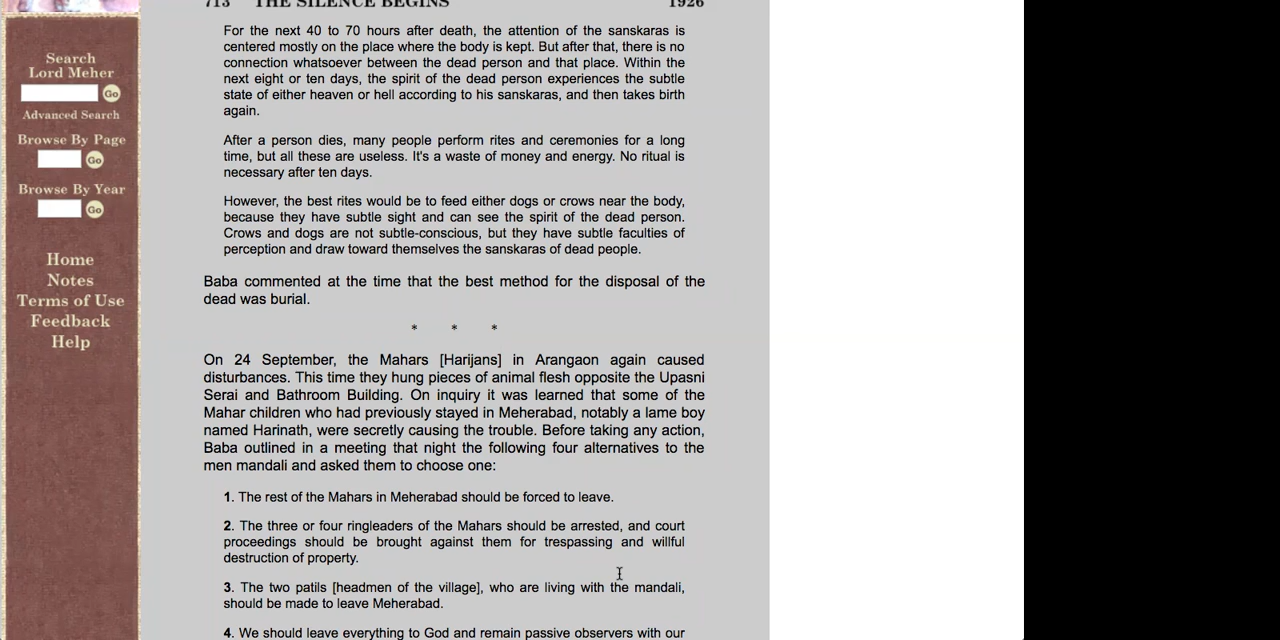 713 THE SILENCE BEGINS 1926
Search
Lord Meher
Go
Advanced Search
Browse By Page
Go
Browse By Year
Go
Home
Notes
Terms of Use
Feedback
Help
For the next 40 to 70 hours after death, the attention of the sanskaras is
centered mostly on the place where the body is kept. But after that, there is no
connection whatsoever between the dead person and that place. Within the
next eight or ten days, the spirit of the dead person experiences the subtle
state of either heaven or hell according to his sanskaras, and then takes birth
again.
After a person dies, many people perform rites and ceremonies for a long
time, but all these are useless. It's a waste of money and energy. No ritual is
necessary after ten days.
However, the best rites would be to feed either dogs or crows near the body,
because they have subtle sight and can see the spirit of the dead person.
Crows and dogs are not subtle-conscious, but they have subtle faculties of
perception and draw toward themselves the sanskaras of dead people.
Baba commented at the time that the best method for the disposal of the
dead was burial.
* * *
On 24 September, the Mahars [Harijans] in Arangaon again caused
disturbances. This time they hung pieces of animal flesh opposite the Upasni
Serai and Bathroom Building. On inquiry it was learned that some of the
Mahar children who had previously stayed in Meherabad, notably a lame boy
named Harinath, were secretly causing the trouble. Before taking any action,
Baba outlined in a meeting that night the following four alternatives to the
men mandali and asked them to choose one:
1. The rest of the Mahars in Meherabad should be forced to leave.
2. The three or four ringleaders of the Mahars should be arrested, and court
proceedings should be brought against them for trespassing and willful
destruction of property.
3. The two patils [headmen of the village], who are living with the mandali,
should be made to leave Meherabad.
4. We should leave everything to God and remain passive observers with our